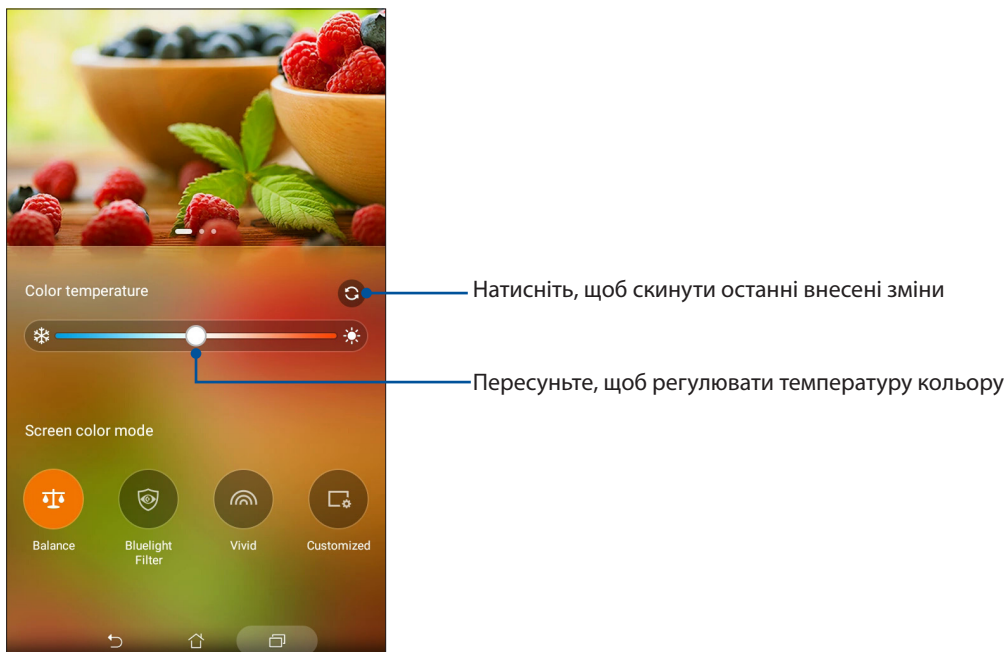 Color temperature
Натисніть, щоб скинути останні внесені зміни
Пересуньте, щоб регулювати температуру кольору
Screen color mode
Balance
Bluelight
Filter
Vivid
Customized